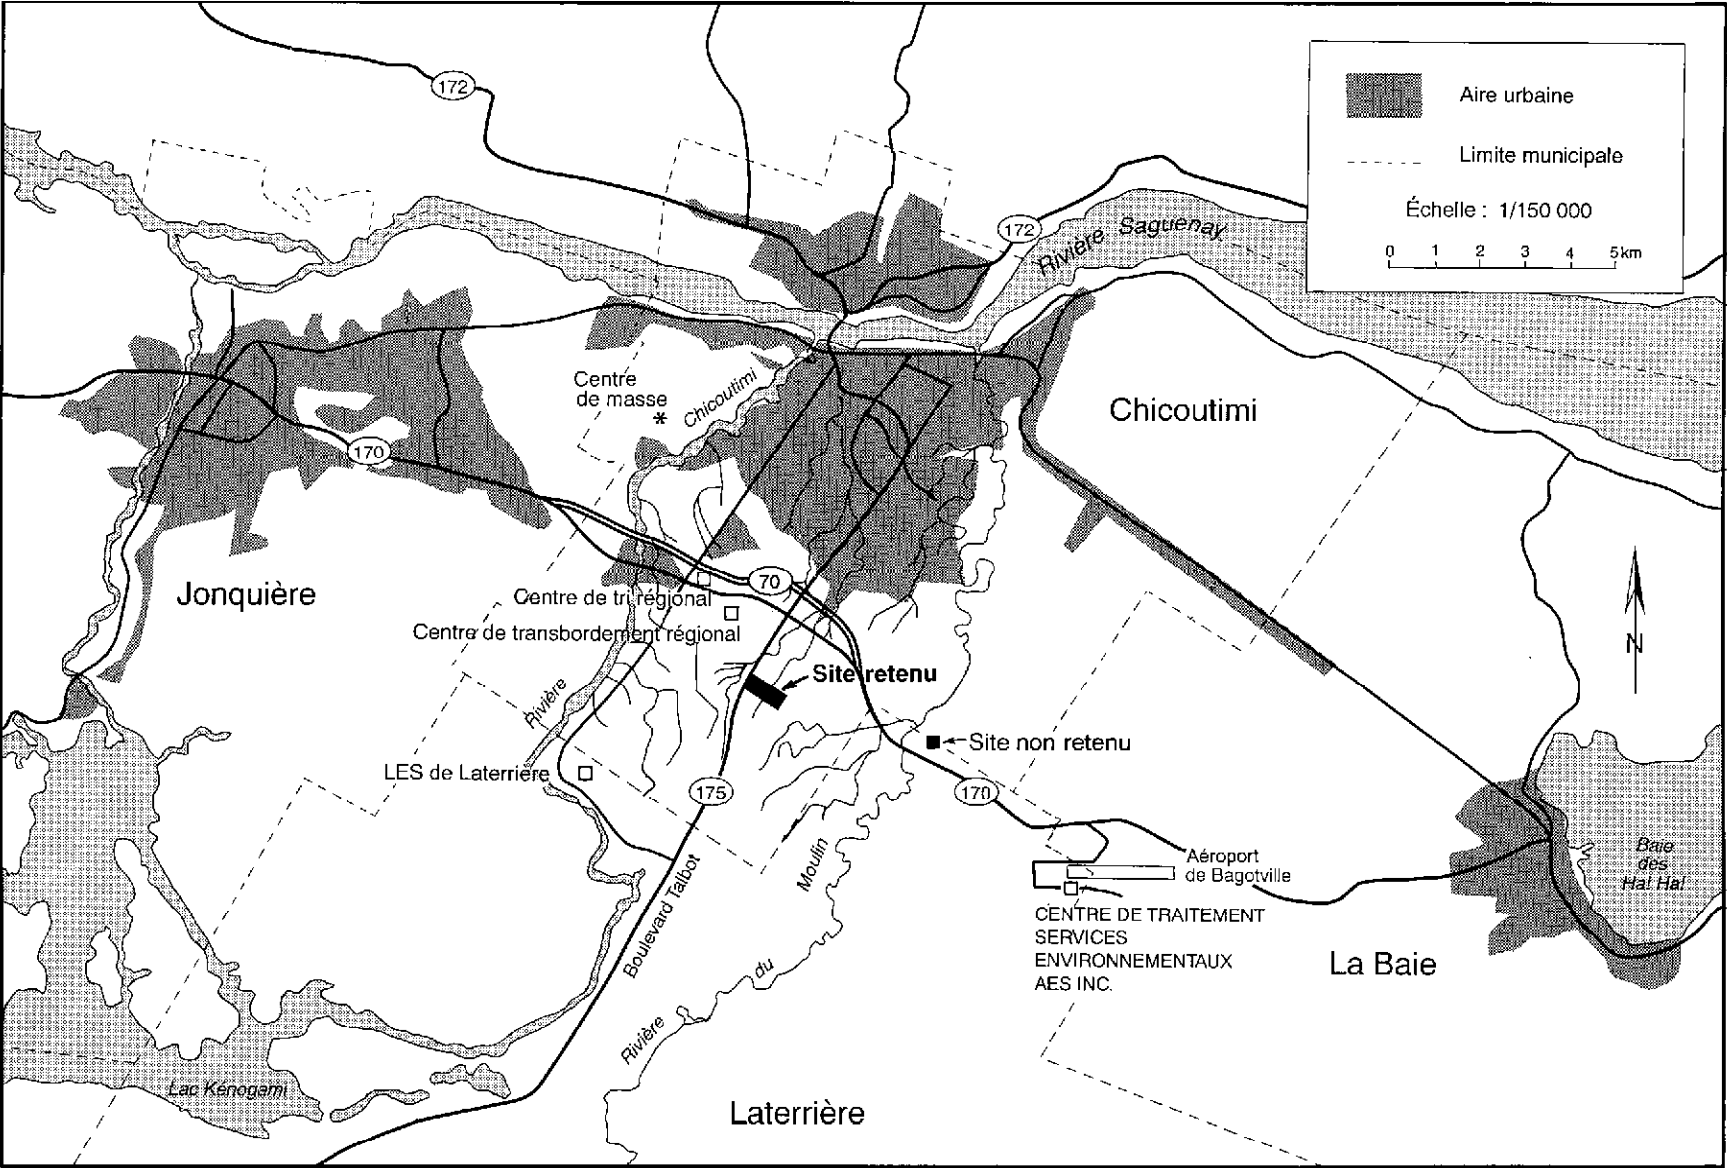 172
Aire urbaine
Limite municipale
Échelle : 1/150 000
0 1 2 3 4 5 km
172
Rivière Saguenay
Centre
de masse
*
Chicoutimi
Chicoutimi
170
70
Jonquière
Centre de tri régional
Centre de transbordement régional
N
Site retenu
Rivière
Site non retenu
LES de Laterrière
175
170
Moulin
Aéroport
de Bagotville
Baie
des
Ha! Ha!
Boulevard Talbot
CENTRE DE TRAITEMENT
SERVICES
ENVIRONNEMENTAUX
AES INC.
La Baie
du
Rivière
Lac Kénogami
Laterrière